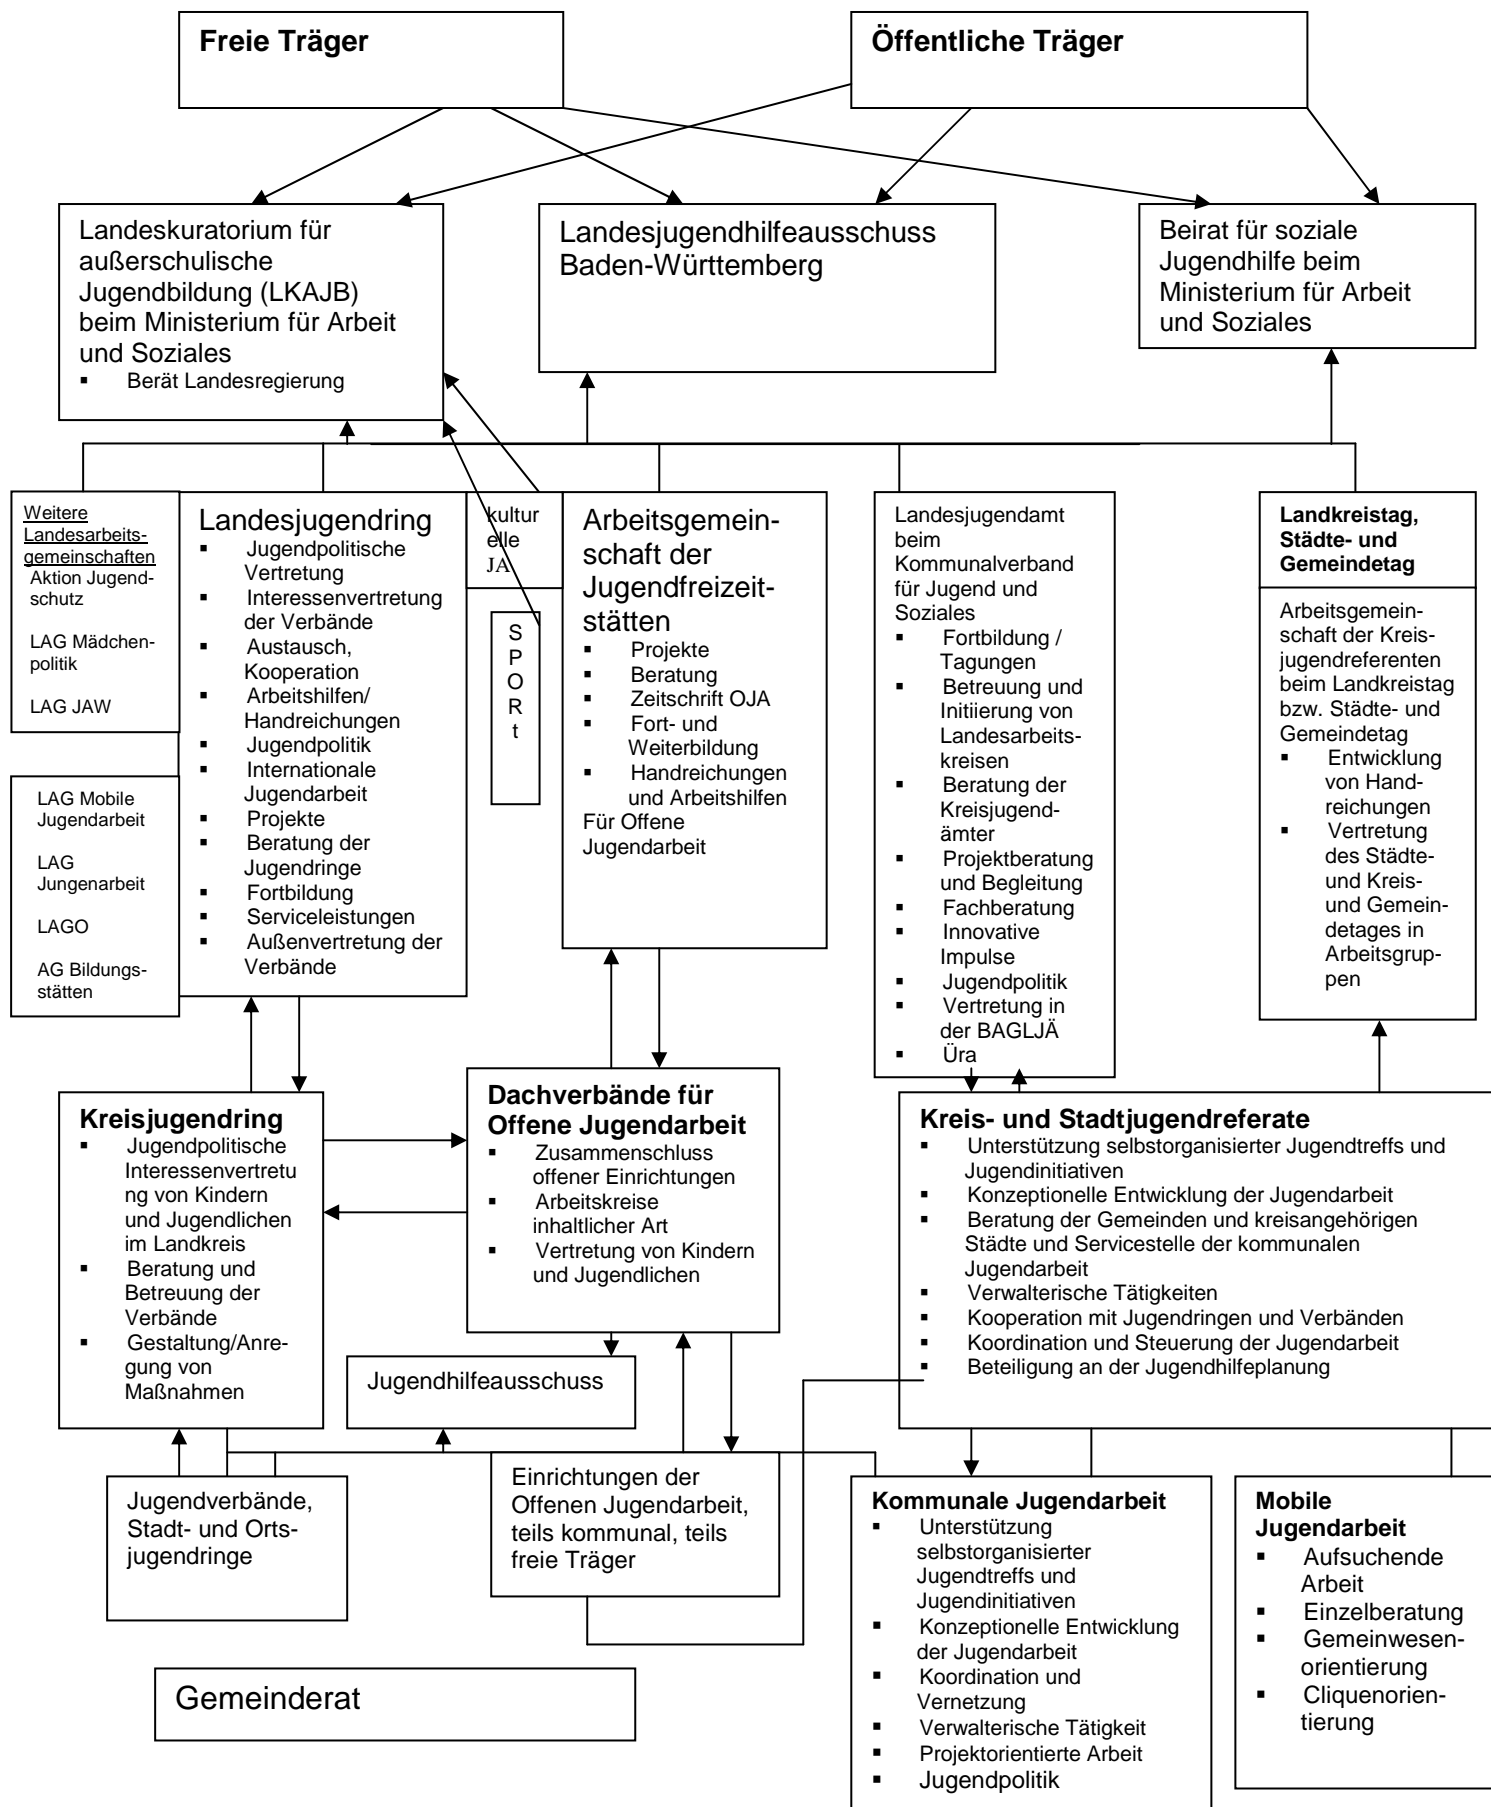 Freie Träger
Öffentliche Träger
Landeskuratorium für
außerschulische
Jugendbildung (LKAJB)
beim Ministerium für Arbeit
und Soziales
▪ Berät Landesregierung
Landesjugendhilfeausschuss
Baden-Württemberg
Beirat für soziale
Jugendhilfe beim
Ministerium für Arbeit
und Soziales
Weitere
Landesarbeits-
gemeinschaften
Aktion Jugend-
schutz
LAG Mädchen-
politik
LAG JAW
LAG Mobile
Jugendarbeit
LAG
Jungenarbeit
LAGO
AG Bildungs-
stätten
Landesjugendring
▪ Jugendpolitische
Vertretung
▪ Interessenvertretung
der Verbände
▪ Austausch,
Kooperation
▪ Arbeitshilfen/
Handreichungen
▪ Jugendpolitik
▪ Internationale
Jugendarbeit
▪ Projekte
▪ Beratung der
Jugendringe
▪ Fortbildung
▪ Serviceleistungen
▪ Außenvertretung der
Verbände
kultur
elle
JA
S
P
O
R
t
Arbeitsgemein-
schaft der
Jugendfreizeit-
stätten
▪ Projekte
▪ Beratung
▪ Zeitschrift OJA
▪ Fort- und
Weiterbildung
▪ Handreichungen
und Arbeitshilfen
Für Offene
Jugendarbeit
Landesjugendamt
beim
Kommunalverband
für Jugend und
Soziales
▪ Fortbildung /
Tagungen
▪ Betreuung und
Initiierung von
Landesarbeits-
kreisen
▪ Beratung der
Kreisjugend-
ämter
▪ Projektberatung
und Begleitung
▪ Fachberatung
▪ Innovative
Impulse
▪ Jugendpolitik
▪ Vertretung in
der BAGLJÄ
▪ Üra
Landkreistag,
Städte- und
Gemeindetag
Arbeitsgemein-
schaft der Kreis-
jugendreferenten
beim Landkreistag
bzw. Städte- und
Gemeindetag
▪ Entwicklung
von Hand-
reichungen
▪ Vertretung
des Städte-
und Kreis-
und Gemein-
detages in
Arbeitsgrup-
pen
Kreisjugendring
▪ Jugendpolitische
Interessenvertretu
ng von Kindern
und Jugendlichen
im Landkreis
▪ Beratung und
Betreuung der
Verbände
▪ Gestaltung/Anre-
gung von
Maßnahmen
Dachverbände für
Offene Jugendarbeit
▪ Zusammenschluss
offener Einrichtungen
▪ Arbeitskreise
inhaltlicher Art
▪ Vertretung von Kindern
und Jugendlichen
Kreis- und Stadtjugendreferate
▪ Unterstützung selbstorganisierter Jugendtreffs und
Jugendinitiativen
▪ Konzeptionelle Entwicklung der Jugendarbeit
▪ Beratung der Gemeinden und kreisangehörigen
Städte und Servicestelle der kommunalen
Jugendarbeit
▪ Verwalterische Tätigkeiten
▪ Kooperation mit Jugendringen und Verbänden
▪ Koordination und Steuerung der Jugendarbeit
▪ Beteiligung an der Jugendhilfeplanung
Jugendhilfeausschuss
Jugendverbände,
Stadt- und Orts-
jugendringe
Einrichtungen der
Offenen Jugendarbeit,
teils kommunal, teils
freie Träger
Kommunale Jugendarbeit
▪ Unterstützung
selbstorganisierter
Jugendtreffs und
Jugendinitiativen
▪ Konzeptionelle Entwicklung
der Jugendarbeit
▪ Koordination und
Vernetzung
▪ Verwalterische Tätigkeit
▪ Projektorientierte Arbeit
▪ Jugendpolitik
Mobile
Jugendarbeit
▪ Aufsuchende
Arbeit
▪ Einzelberatung
▪ Gemeinwesen-
orientierung
▪ Cliquenorien-
tierung
Gemeinderat